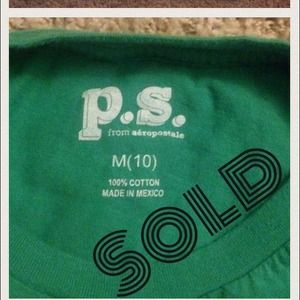 p.s.
from aéropostale
M(10)
100% COTTON
MADE IN MEXICO
SOLD